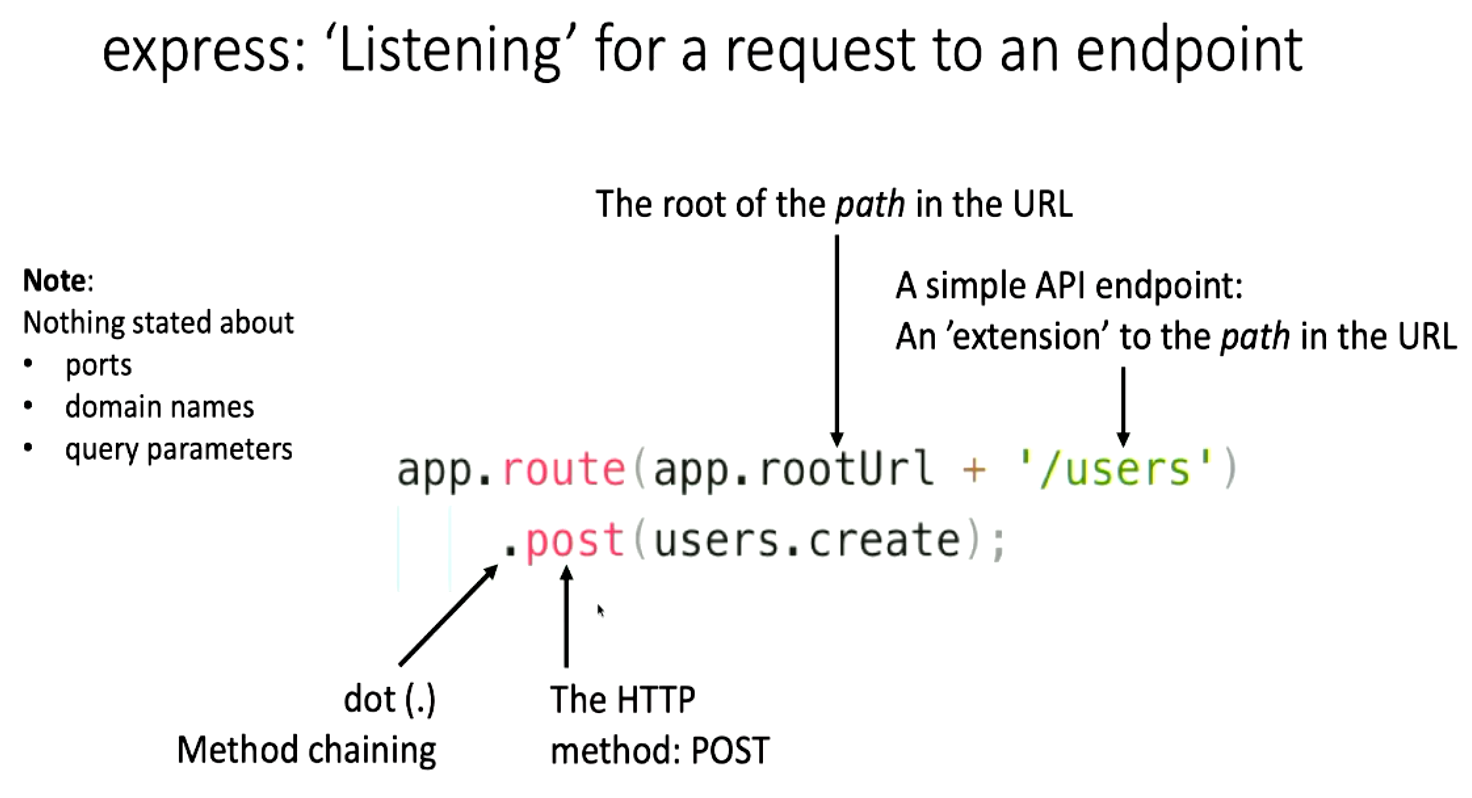 express: ‘Listening’ for a request to an endpoint
The root of the path in the URL
Note:
Nothing stated about
• ports
• domain names
• query parameters
A simple API endpoint:
An ’extension’ to the path in the URL
app.route(app.rootUrl + '/users')
.post(users.create);
dot (.)
Method chaining
The HTTP
method: POST